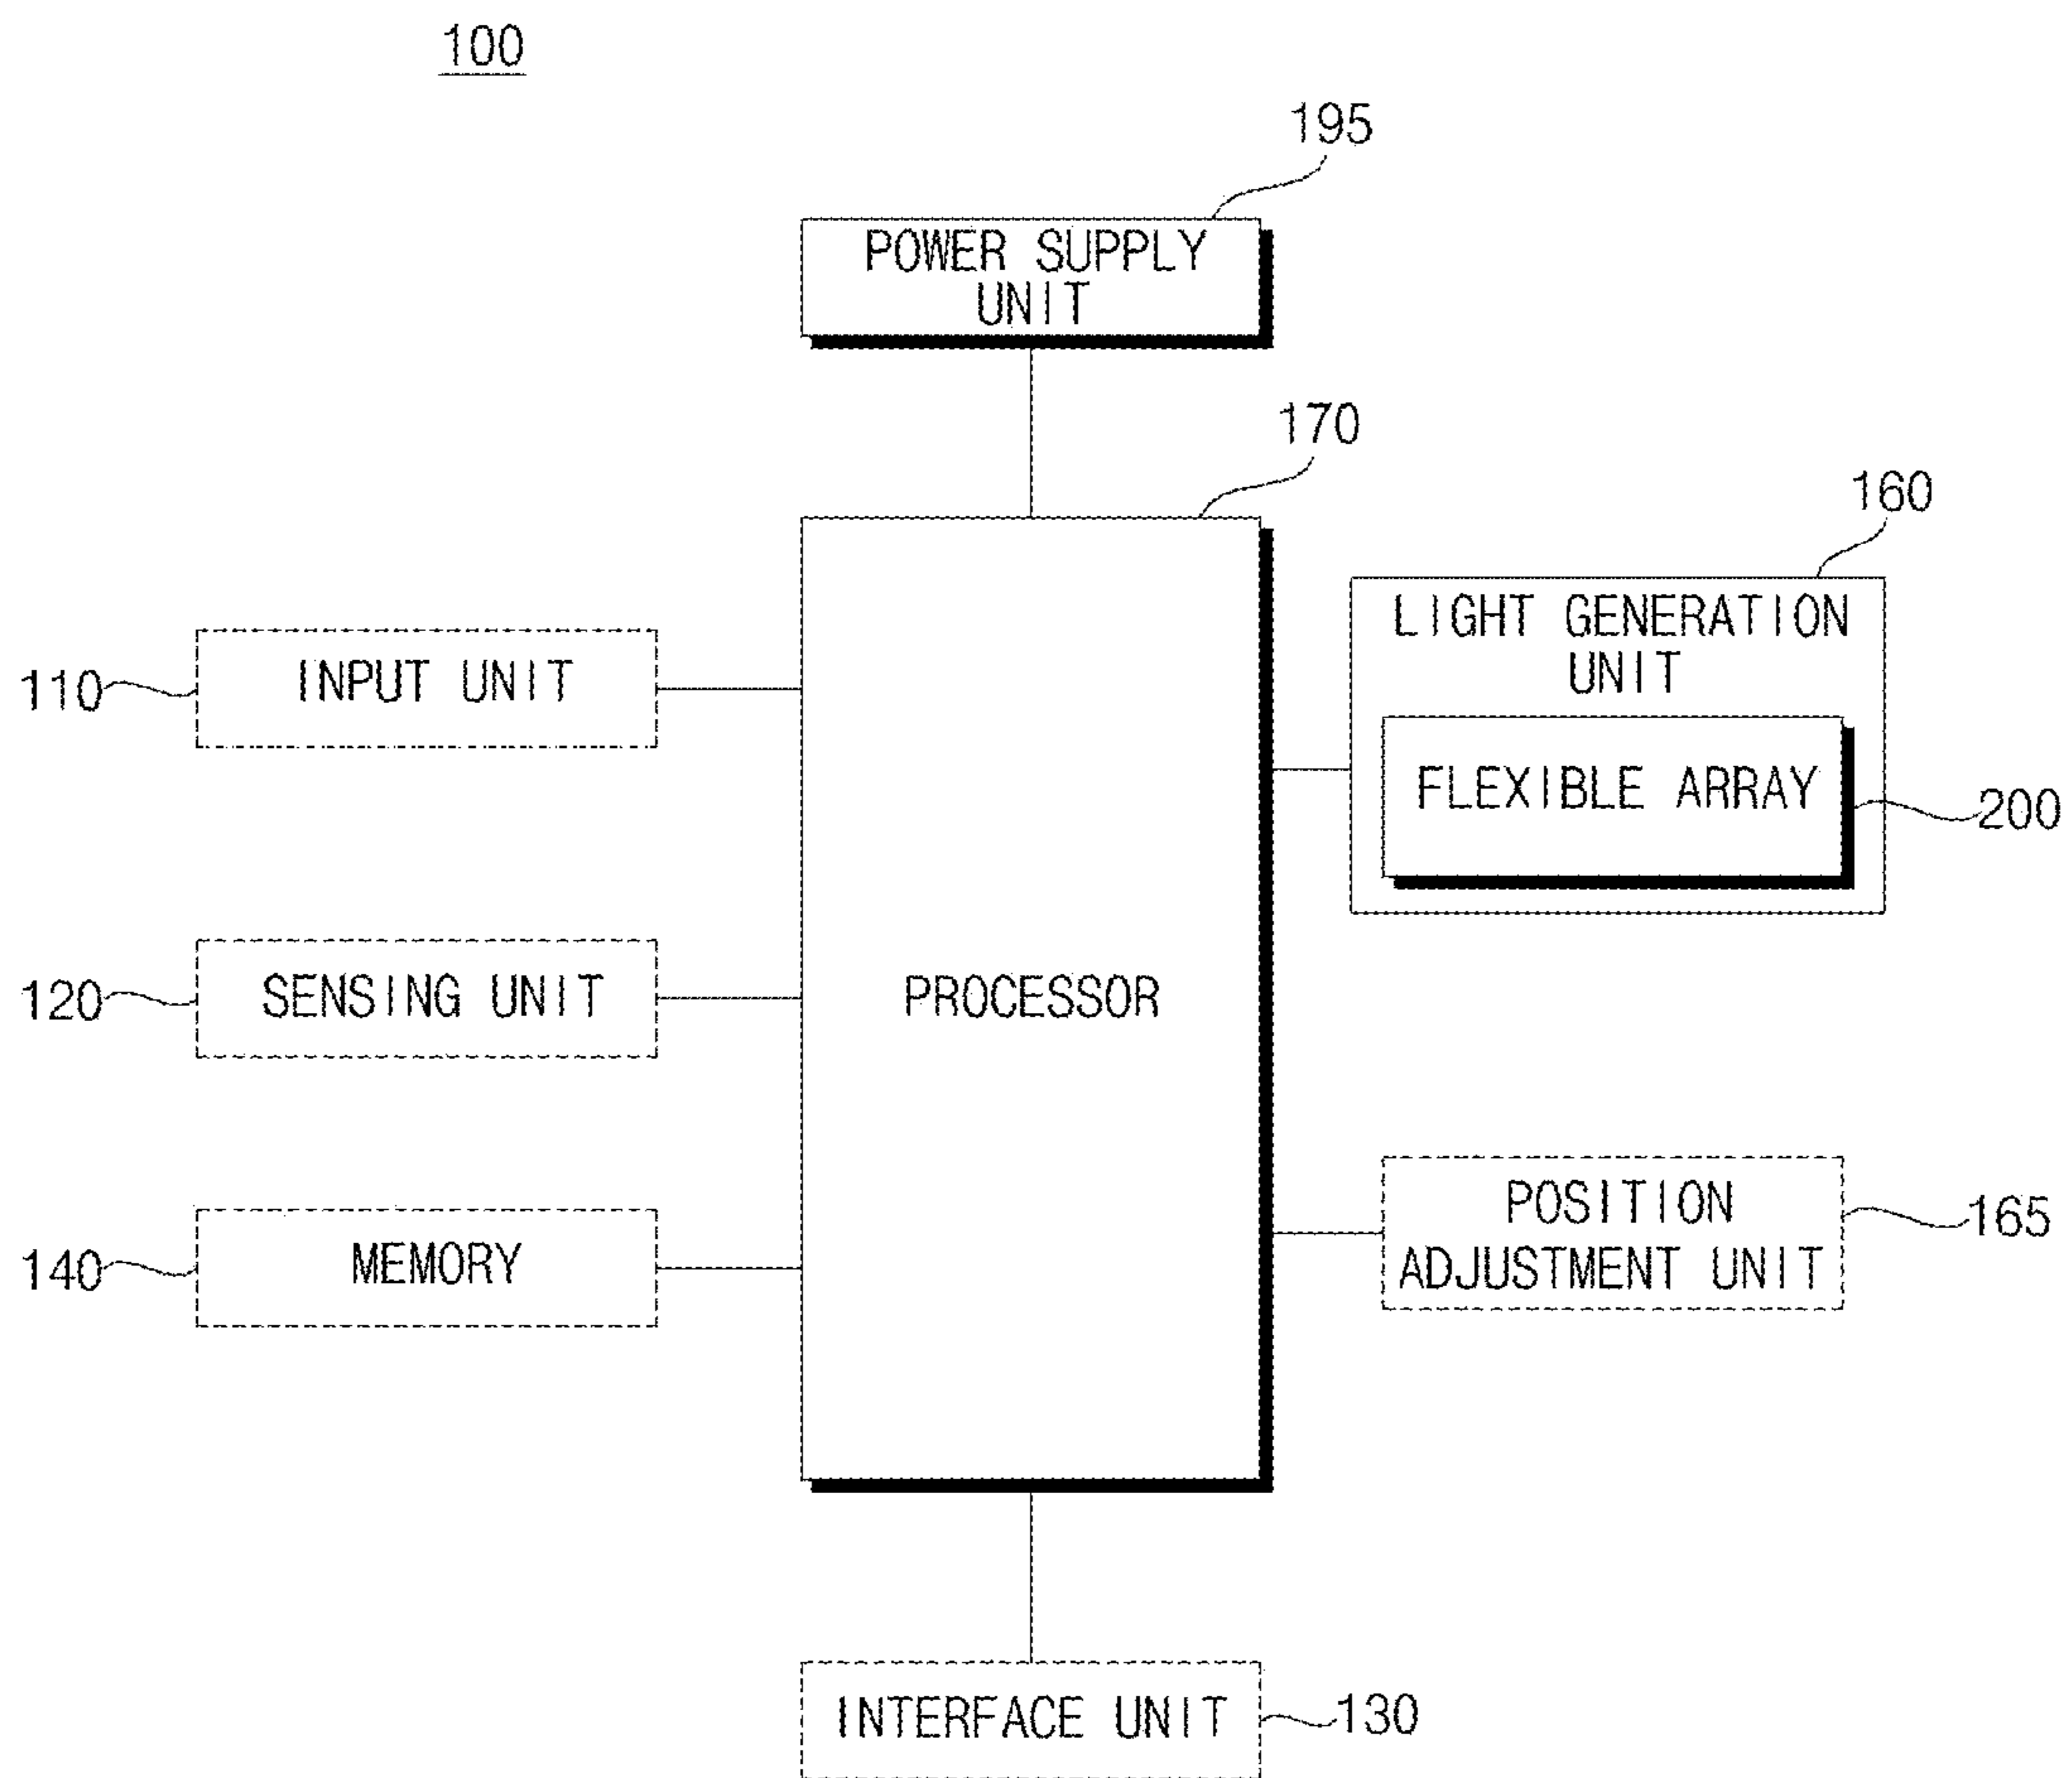 100
195
POWER SUPPLY
UNIT
170
160
LIGHT GENERATION
UNIT
110
INPUT UNIT
FLEXIBLE ARRAY
200
120
SENSING UNIT
PROCESSOR
140
MEMORY
POSITION
ADJUSTMENT UNIT
165
INTERFACE UNIT
130